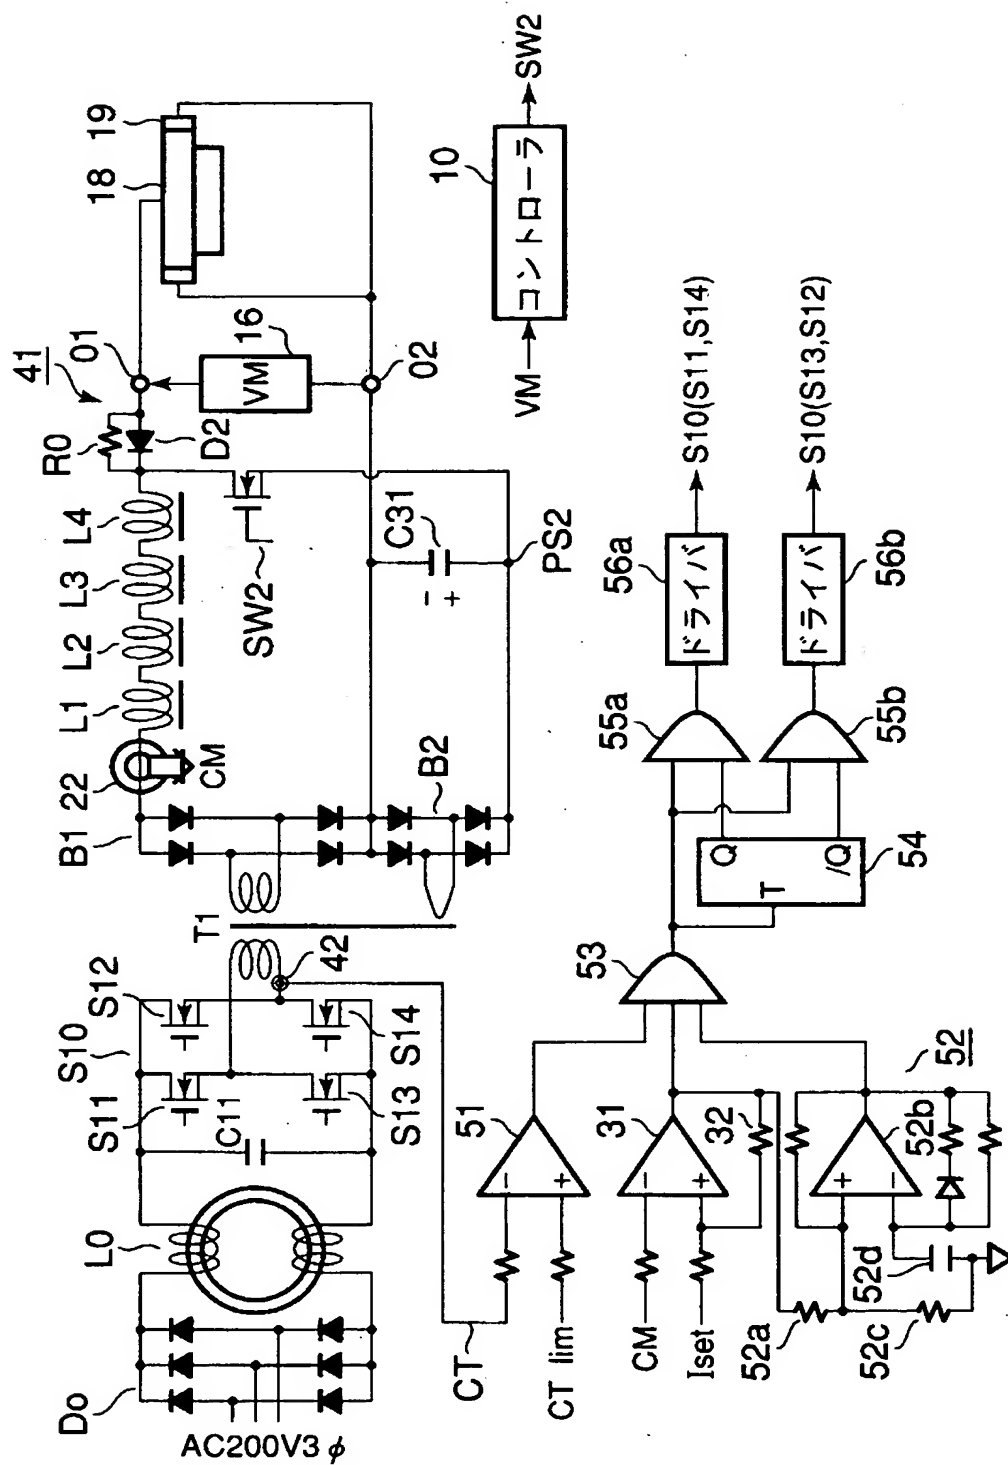 AC200V3φ
Do
L0
C11
S10
S11
S12
S13
S14
T1
42
B1
22
CM
B2
L1
L2
L3
L4
R0
D2
41
01
VM
16
02
18
19
SW2
C31
-
+
PS2
VM
コントローラ
10
SW2
CT
CT lim
-
+
51
CM
Iset
-
+
31
32
52a
52c
52d
+
-
52b
52
53
T
Q
/Q
54
55a
55b
ドライバ
56a
ドライバ
56b
S10(S11,S14)
S10(S13,S12)